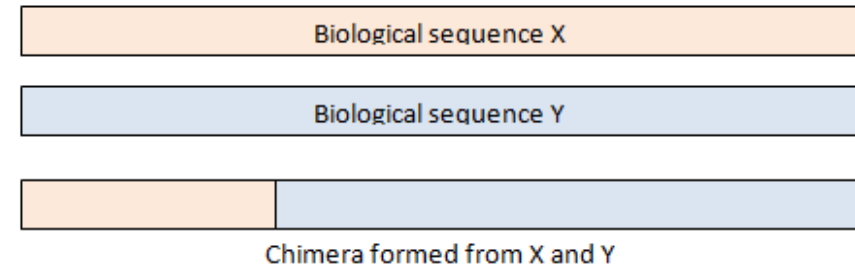 Biological sequence X
Biological sequence Y
Chimera formed from X and Y